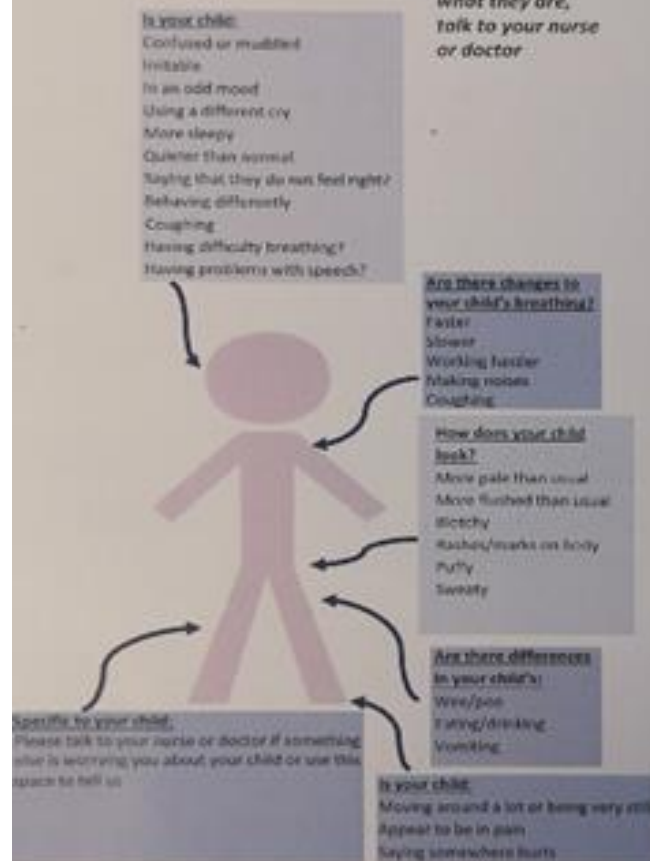 what they are,
talk to your nurse
or doctor
Is your child:
Confused or muddled
Irritable
In an odd mood
Using a different cry
More sleepy
Quieter than normal
Saying that they do not feel right?
Behaving differently
Coughing
Having difficulty breathing?
Having problems with speech?
Are there changes to
your child's breathing?
Faster
Slower
Working harder
Making noises
Coughing
How does your child
look?
More pale than usual
More flushed than usual
Blotchy
Rashes/marks on body
Puffy
Sweaty
Are there differences
in your child's:
Wee/poo
Eating/drinking
Vomiting
Specific to your child:
Please talk to your nurse or doctor if something
else is worrying you about your child or use this
space to tell us
Is your child:
Moving around a lot or being very still
Appear to be in pain
Saying somewhere hurts